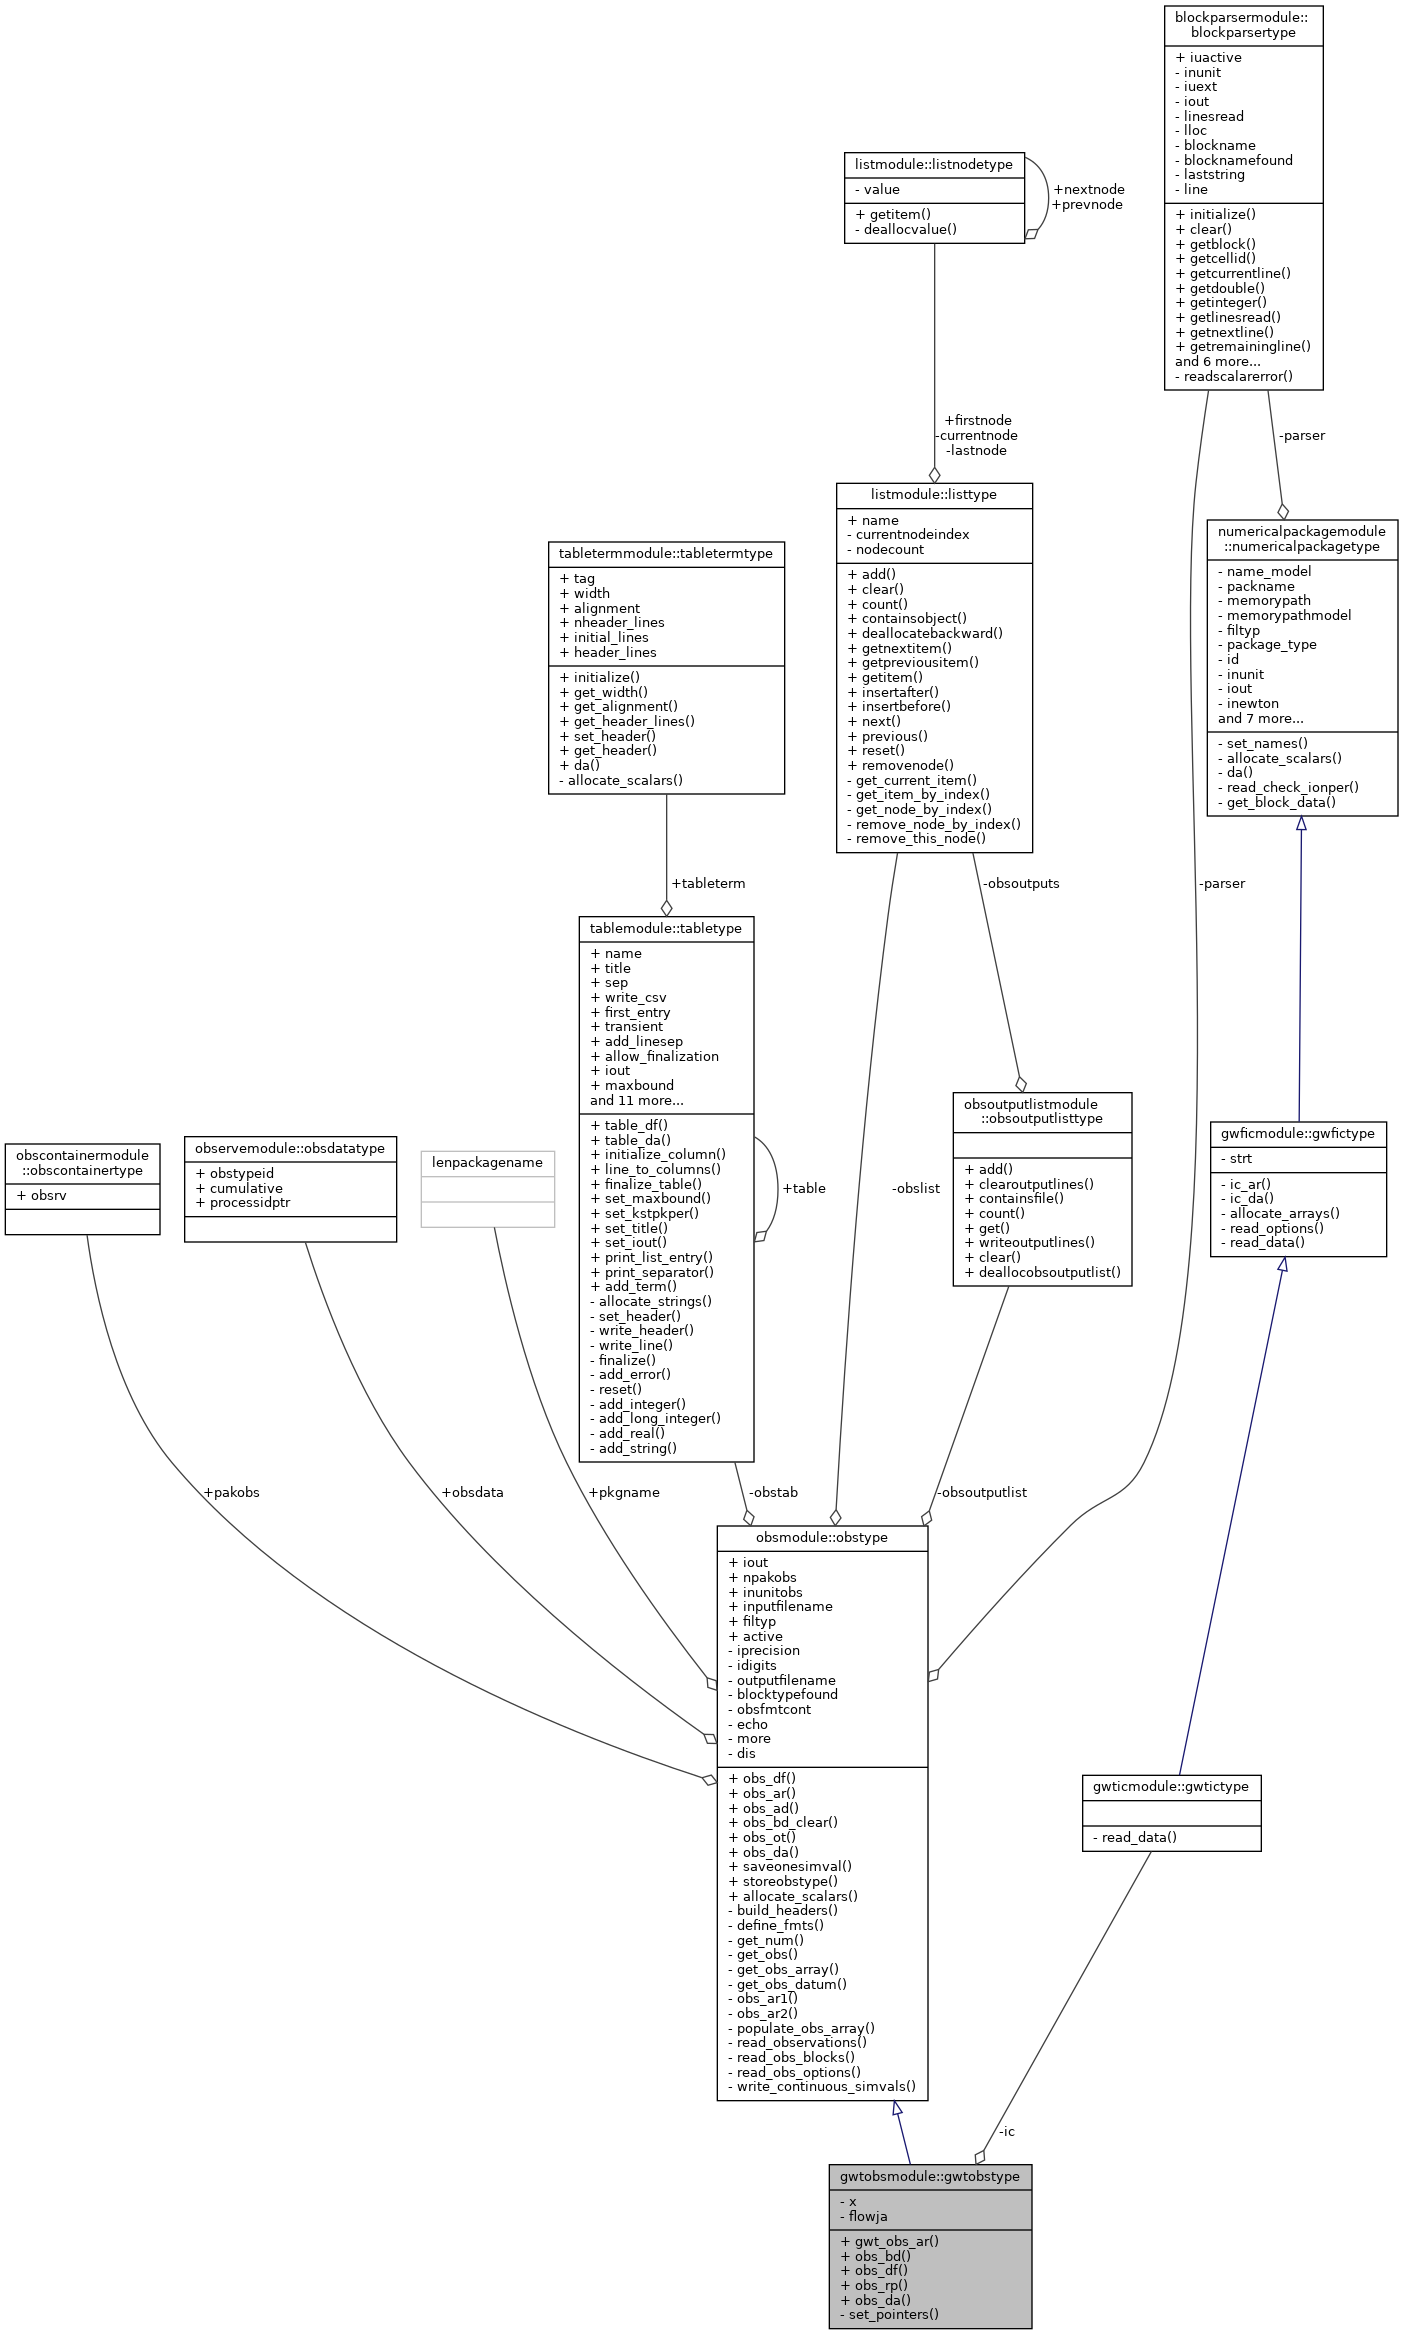 blockparsermodule::
blockparsertype
+ iuactive
- inunit
- iuext
- iout
- linesread
- lloc
- blockname
- blocknamefound
- laststring
- line
+ initialize()
+ clear()
+ getblock()
+ getcellid()
+ getcurrentline()
+ getdouble()
+ getinteger()
+ getlinesread()
+ getnextline()
+ getremainingline()
and 6 more...
- readscalarerror()
listmodule::listnodetype
- value
+ getitem()
- deallocvalue()
+nextnode
+prevnode
+firstnode
-currentnode
-lastnode
-parser
listmodule::listtype
+ name
- currentnodeindex
- nodecount
+ add()
+ clear()
+ count()
+ containsobject()
+ deallocatebackward()
+ getnextitem()
+ getpreviousitem()
+ getitem()
+ insertafter()
+ insertbefore()
+ next()
+ previous()
+ reset()
+ removenode()
- get_current_item()
- get_item_by_index()
- get_node_by_index()
- remove_node_by_index()
- remove_this_node()
numericalpackagemodule
::numericalpackagetype
- name_model
- packname
- memorypath
- memorypathmodel
- filtyp
- package_type
- id
- inunit
- iout
- inewton
and 7 more...
- set_names()
- allocate_scalars()
- da()
- read_check_ionper()
- get_block_data()
tabletermmodule::tabletermtype
+ tag
+ width
+ alignment
+ nheader_lines
+ initial_lines
+ header_lines
+ initialize()
+ get_width()
+ get_alignment()
+ get_header_lines()
+ set_header()
+ get_header()
+ da()
- allocate_scalars()
+tableterm
-obsoutputs
-parser
tablemodule::tabletype
+ name
+ title
+ sep
+ write_csv
+ first_entry
+ transient
+ add_linesep
+ allow_finalization
+ iout
+ maxbound
and 11 more...
+ table_df()
+ table_da()
+ initialize_column()
+ line_to_columns()
+ finalize_table()
+ set_maxbound()
+ set_kstpkper()
+ set_title()
+ set_iout()
+ print_list_entry()
+ print_separator()
+ add_term()
- allocate_strings()
- set_header()
- write_header()
- write_line()
- finalize()
- add_error()
- reset()
- add_integer()
- add_long_integer()
- add_real()
- add_string()
+table
-obslist
obsoutputlistmodule
::obsoutputlisttype
+ add()
+ clearoutputlines()
+ containsfile()
+ count()
+ get()
+ writeoutputlines()
+ clear()
+ deallocobsoutputlist()
gwficmodule::gwfictype
- strt
- ic_ar()
- ic_da()
- allocate_arrays()
- read_options()
- read_data()
obscontainermodule
::obscontainertype
+ obsrv
observemodule::obsdatatype
+ obstypeid
+ cumulative
+ processidptr
lenpackagename
+pakobs
+obsdata
+pkgname
-obstab
-obsoutputlist
obsmodule::obstype
+ iout
+ npakobs
+ inunitobs
+ inputfilename
+ filtyp
+ active
- iprecision
- idigits
- outputfilename
- blocktypefound
- obsfmtcont
- echo
- more
- dis
+ obs_df()
+ obs_ar()
+ obs_ad()
+ obs_bd_clear()
+ obs_ot()
+ obs_da()
+ saveonesimval()
+ storeobstype()
+ allocate_scalars()
- build_headers()
- define_fmts()
- get_num()
- get_obs()
- get_obs_array()
- get_obs_datum()
- obs_ar1()
- obs_ar2()
- populate_obs_array()
- read_observations()
- read_obs_blocks()
- read_obs_options()
- write_continuous_simvals()
gwticmodule::gwtictype
- read_data()
-ic
gwtobsmodule::gwtobstype
- x
- flowja
+ gwt_obs_ar()
+ obs_bd()
+ obs_df()
+ obs_rp()
+ obs_da()
- set_pointers()